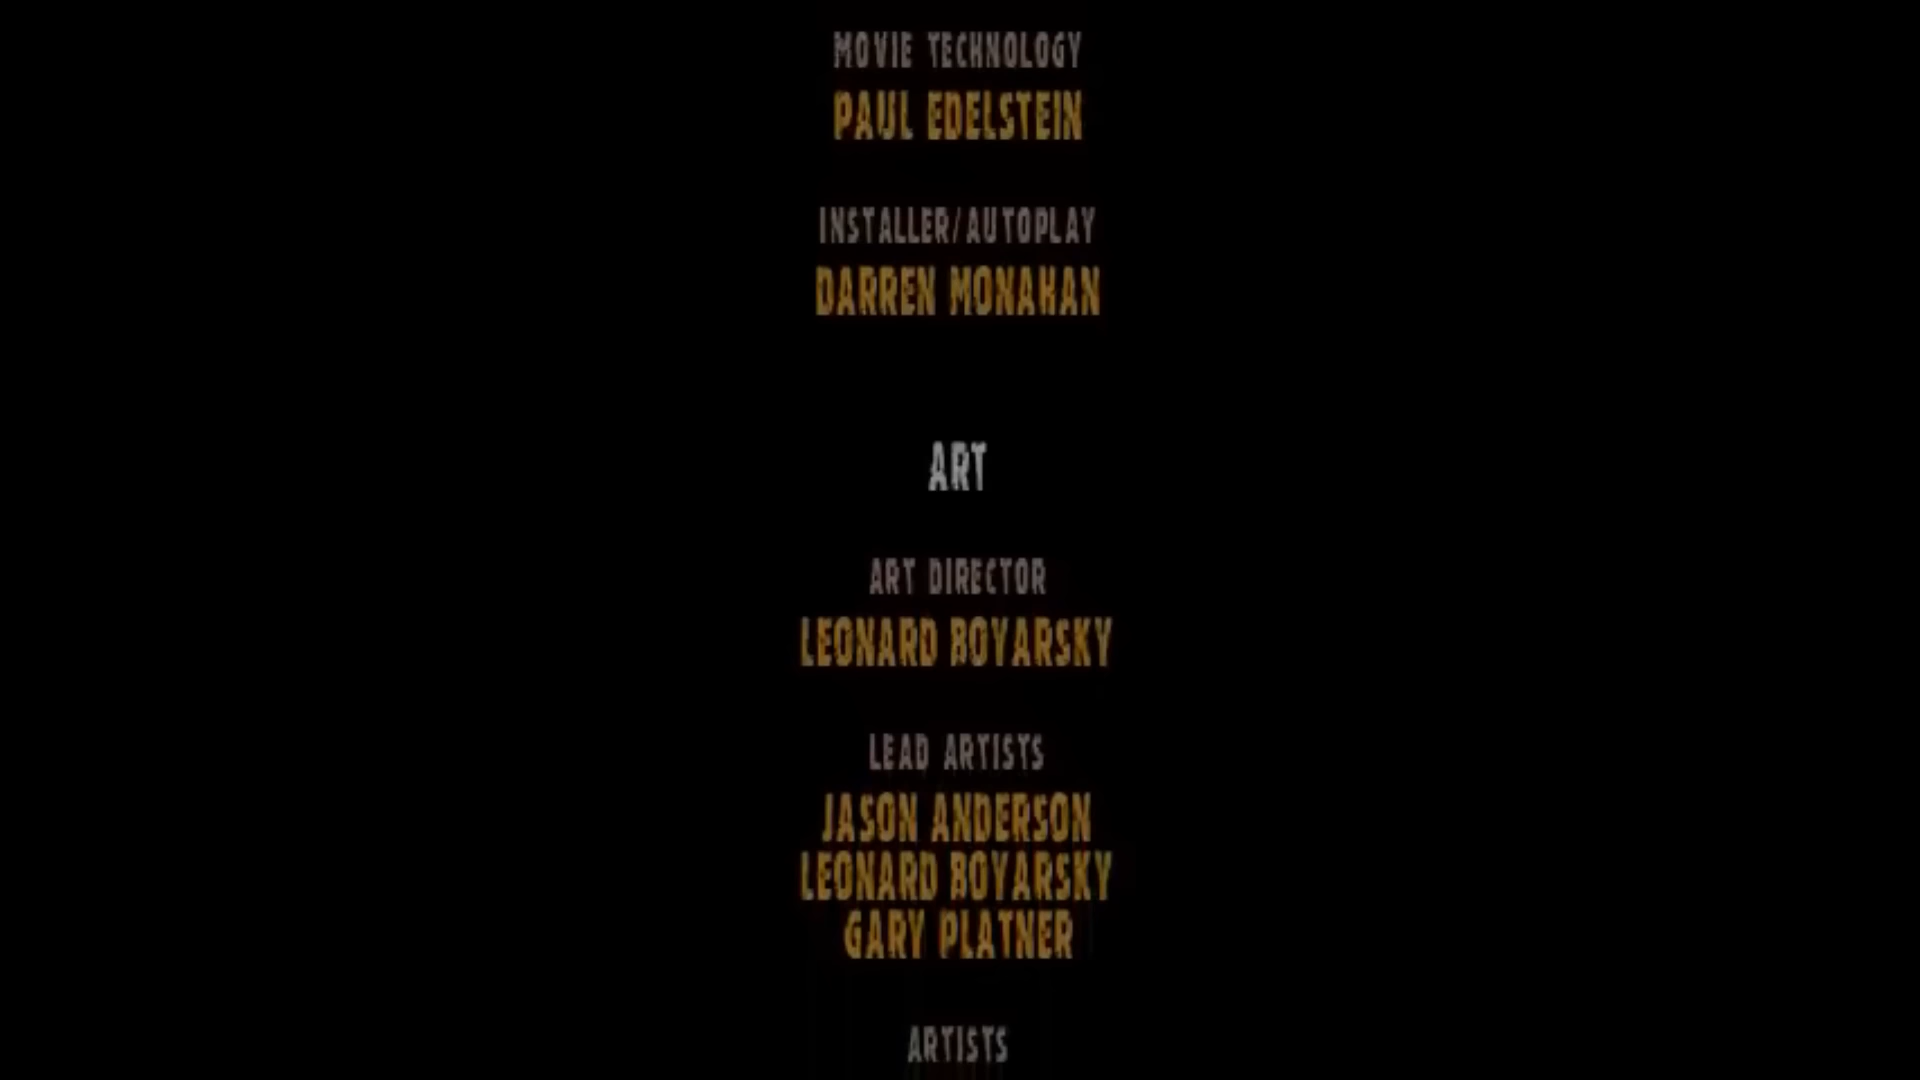 MOVIE TECHNOLOGY
PAUL EDELSTEIN
INSTALLER/AUTOPLAY
DARREN MONAHAN
ART
ART DIRECTOR
LEONARD BOYARSKY
LEAD ARTISTS
JASON ANDERSON
LEONARD BOYARSKY
GARY PLATNER
ARTISTS